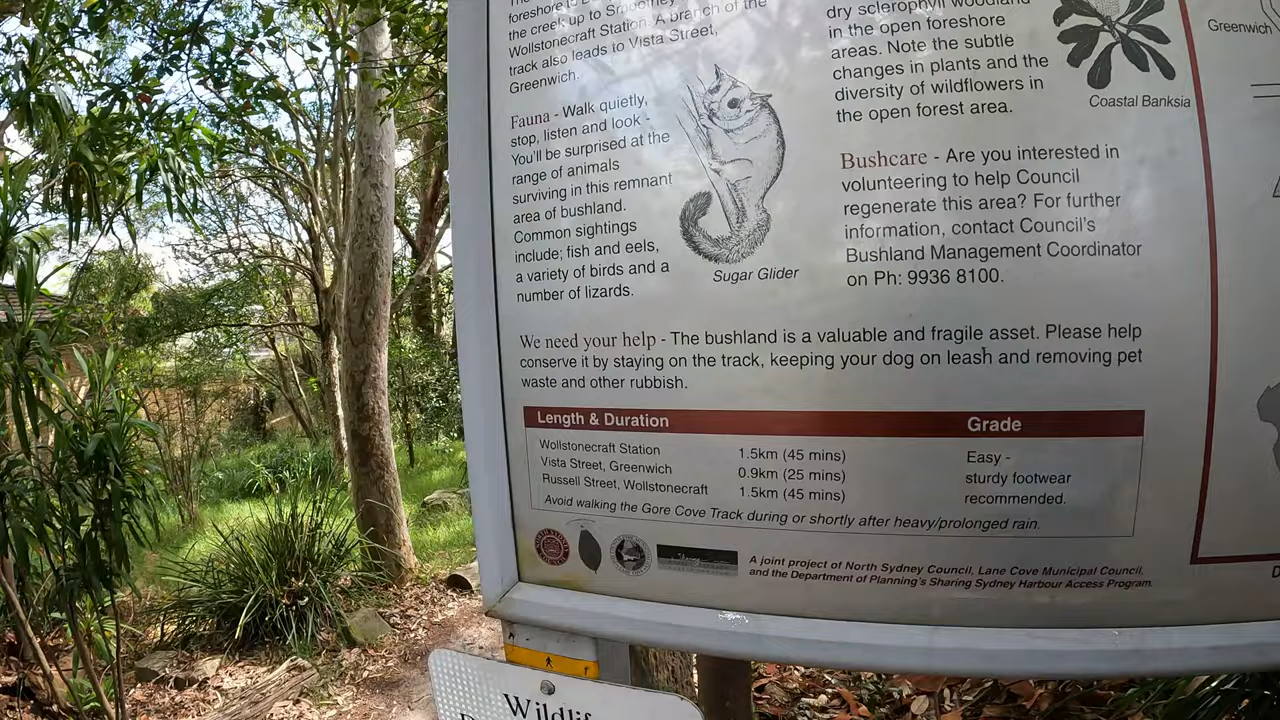 foreshore to
the creek up to Smoothey
Wollstonecraft Station. A branch of the
track also leads to Vista Street,
Greenwich.
Fauna - Walk quietly,
stop, listen and look -
You'll be surprised at the
range of animals
surviving in this remnant
area of bushland.
Common sightings
include; fish and eels,
a variety of birds and a
number of lizards.
Sugar Glider
dry sclerophyll woodland
in the open foreshore
areas. Note the subtle
changes in plants and the
diversity of wildflowers in
the open forest area.
Coastal Banksia
Bushcare - Are you interested in
volunteering to help Council
regenerate this area? For further
information, contact Council's
Bushland Management Coordinator
on Ph: 9936 8100.
We need your help - The bushland is a valuable and fragile asset. Please help
conserve it by staying on the track, keeping your dog on leash and removing pet
waste and other rubbish.
Length & Duration Grade
Wollstonecraft Station 1.5km (45 mins) Easy -
Vista Street, Greenwich 0.9km (25 mins) sturdy footwear
Russell Street, Wollstonecraft 1.5km (45 mins) recommended.
Avoid walking the Gore Cove Track during or shortly after heavy/prolonged rain.
A joint project of North Sydney Council, Lane Cove Municipal Council,
and the Department of Planning's Sharing Sydney Harbour Access Program.
Greenwich
Wildlif